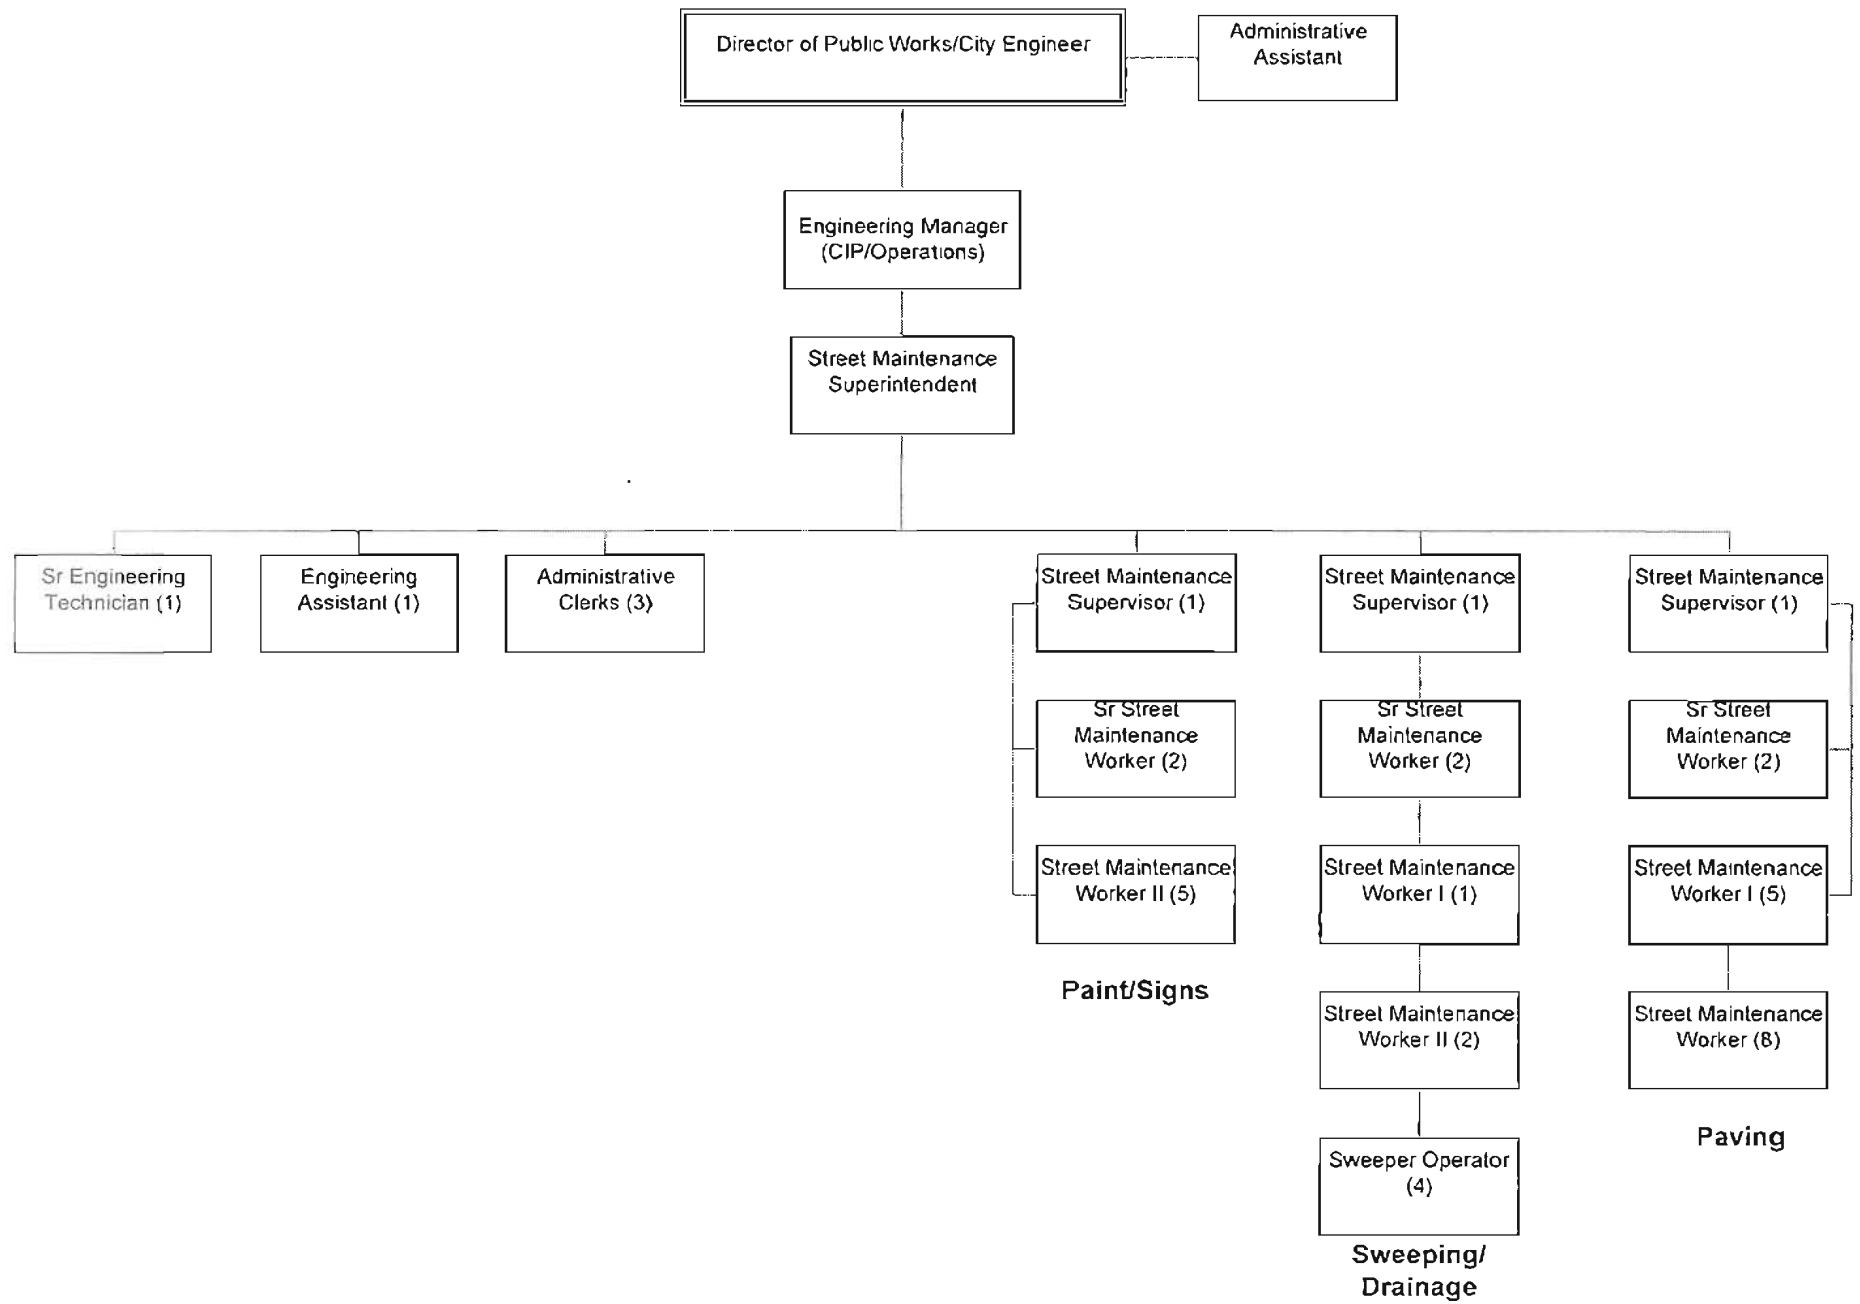 Director of Public Works/City Engineer
Administrative
Assistant
Engineering Manager
(CIP/Operations)
Street Maintenance
Superintendent
Sr Engineering
Technician (1)
Engineering
Assistant (1)
Administrative
Clerks (3)
Street Maintenance
Supervisor (1)
Sr Street
Maintenance
Worker (2)
Street Maintenance
Worker II (5)
Paint/Signs
Street Maintenance
Supervisor (1)
Sr Street
Maintenance
Worker (2)
Street Maintenance
Worker I (1)
Street Maintenance
Worker II (2)
Sweeper Operator
(4)
Sweeping/
Drainage
Street Maintenance
Supervisor (1)
Sr Street
Maintenance
Worker (2)
Street Maintenance
Worker I (5)
Street Maintenance
Worker (8)
Paving